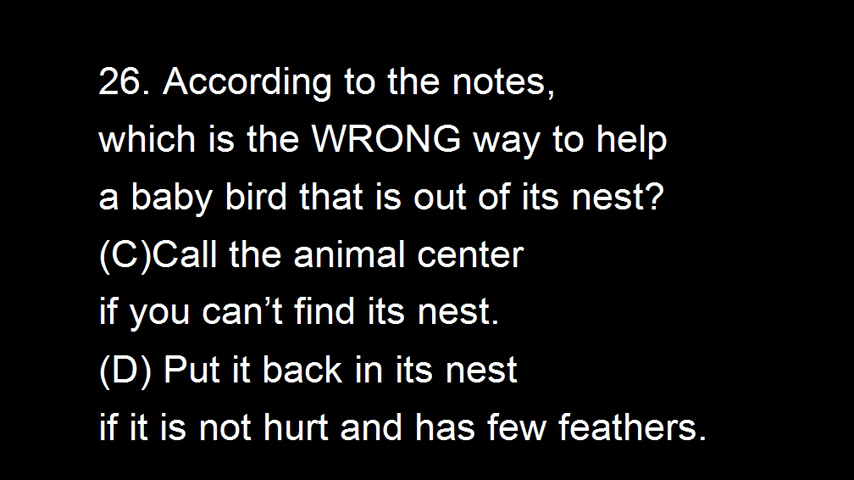 26. According to the notes,
which is the WRONG way to help
a baby bird that is out of its nest?
(C)Call the animal center
if you can’t find its nest.
(D) Put it back in its nest
if it is not hurt and has few feathers.